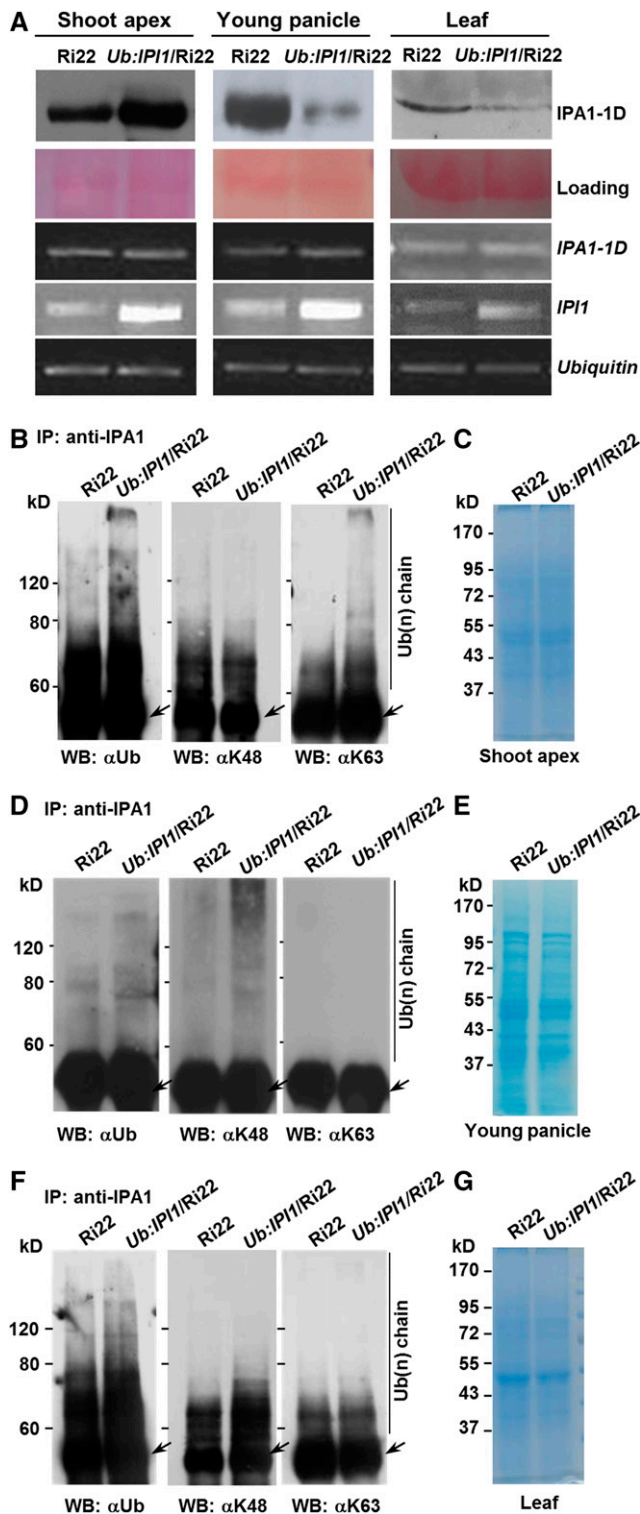 A
Shoot apex Young panicle Leaf
Ri22 Ub:IPI1/Ri22 Ri22 Ub:IPI1/Ri22 Ri22 Ub:IPI1/Ri22
IPA1-1D
Loading
IPA1-1D
IPI1
Ubiquitin
B IP: anti-IPA1
Ri22 Ub:IPI1/Ri22 Ri22 Ub:IPI1/Ri22 Ri22 Ub:IPI1/Ri22
kD
120
80
60
Ub(n) chain
WB: αUb WB: αK48 WB: αK63
C
Ri22 Ub:IPI1/Ri22
kD
170
95
72
55
43
37
Shoot apex
D IP: anti-IPA1
Ri22 Ub:IPI1/Ri22 Ri22 Ub:IPI1/Ri22 Ri22 Ub:IPI1/Ri22
kD
120
80
60
Ub(n) chain
WB: αUb WB: αK48 WB: αK63
E
Ri22 Ub:IPI1/Ri22
kD
170
95
72
55
43
37
Young panicle
F IP: anti-IPA1
Ri22 Ub:IPI1/Ri22 Ri22 Ub:IPI1/Ri22 Ri22 Ub:IPI1/Ri22
kD
120
80
60
Ub(n) chain
WB: αUb WB: αK48 WB: αK63
G
Ri22 Ub:IPI1/Ri22
kD
170
95
72
55
43
37
Leaf